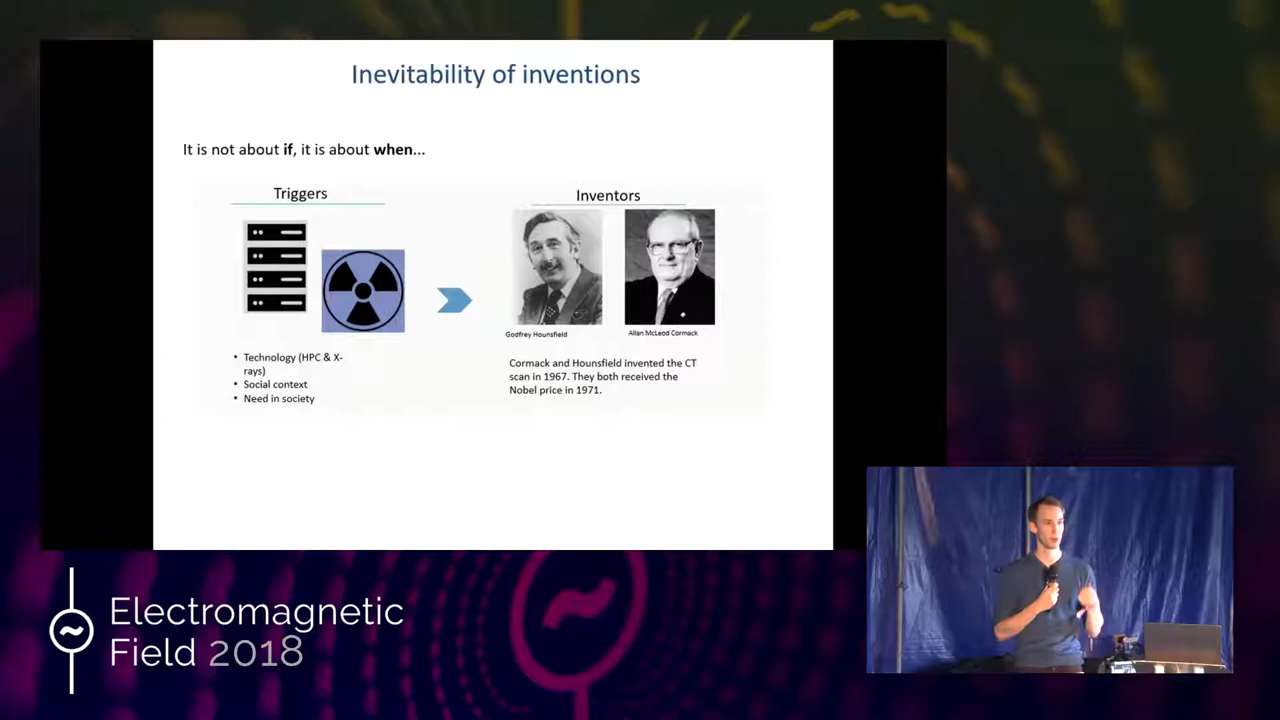 Inevitability of inventions
It is not about if, it is about when...
Triggers
Technology (HPC & X-
rays)
Social context
Need in society
Inventors
Godfrey Hounsfield
Allan McLeod Cormack
Cormack and Hounsfield invented the CT
scan in 1967. They both received the
Nobel price in 1971.
Electromagnetic
Field 2018